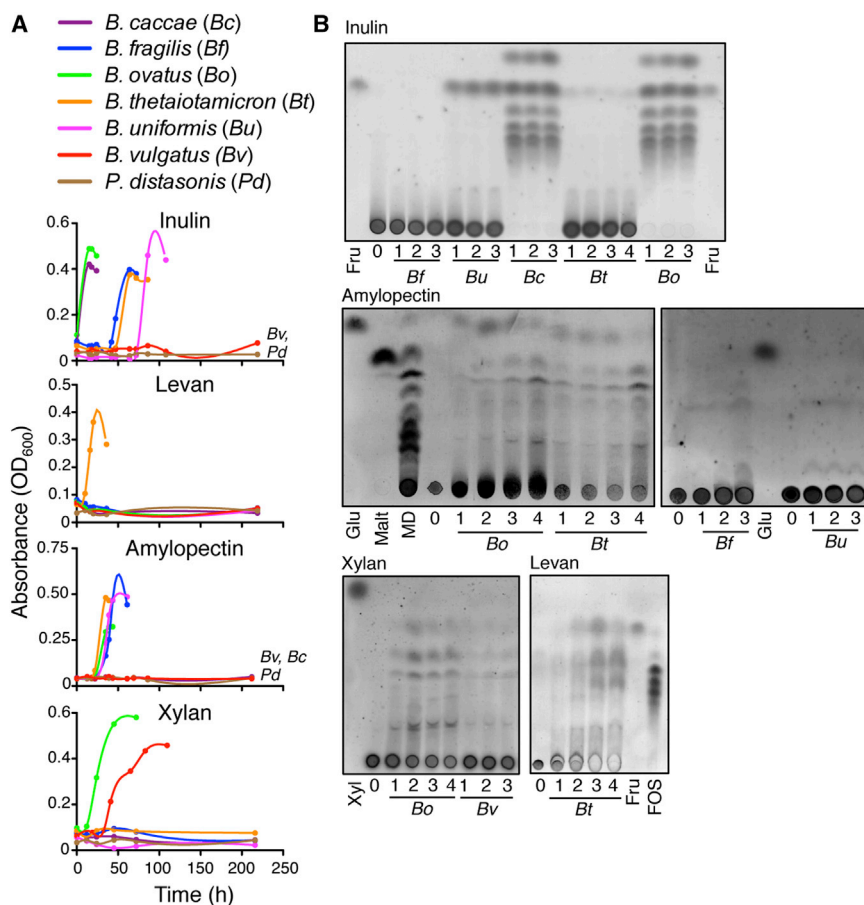 A
B. caccae (Bc)
B. fragilis (Bf)
B. ovatus (Bo)
B. thetaiotamicron (Bt)
B. uniformis (Bu)
B. vulgatus (Bv)
P. distasonis (Pd)
Absorbance (OD600)
Inulin
0.6
0.4
0.2
0
Bv,
Pd
Levan
0.5
0.4
0.3
0.2
0.1
0
Amylopectin
0.75
0.50
0.25
0
Bv, Bc
Pd
Xylan
0.6
0.4
0.2
0
0 50 100 150 200 250
Time (h)
B
Inulin
Fru 0 1 2 3 1 2 3 1 2 3 1 2 3 4 1 2 3 Fru
Bf Bu Bc Bt Bo
Amylopectin
Glu Malt MD 0 1 2 3 4 1 2 3 4
Bo Bt
0 1 2 3 Glu 0 1 2 3
Bf Bu
Xylan
Xyl 0 1 2 3 4 1 2 3
Bo Bv
Levan
0 1 2 3 4 Fru FOS
Bt